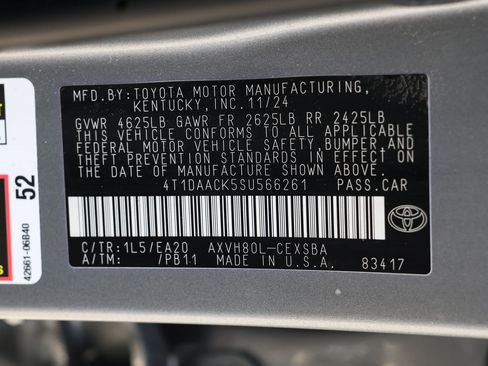 MFD.BY:TOYOTA MOTOR MANUFACTURING,
KENTUCKY, INC. 11/24
GVWR 4625LB GAWR FR 2625LB RR 2425LB
THIS VEHICLE CONFORMS TO ALL APPLICABLE
FEDERAL MOTOR VEHICLE SAFETY, BUMPER, AND
THEFT PREVENTION STANDARDS IN EFFECT ON
THE DATE OF MANUFACTURE SHOWN ABOVE.
4T1DAACK5SU566261 PASS.CAR
C/TR:1L5/EA20 AXVH80L-CEXSBA
A/TM: /PB11 MADE IN U.S.A. 83417
52
42661-06B40